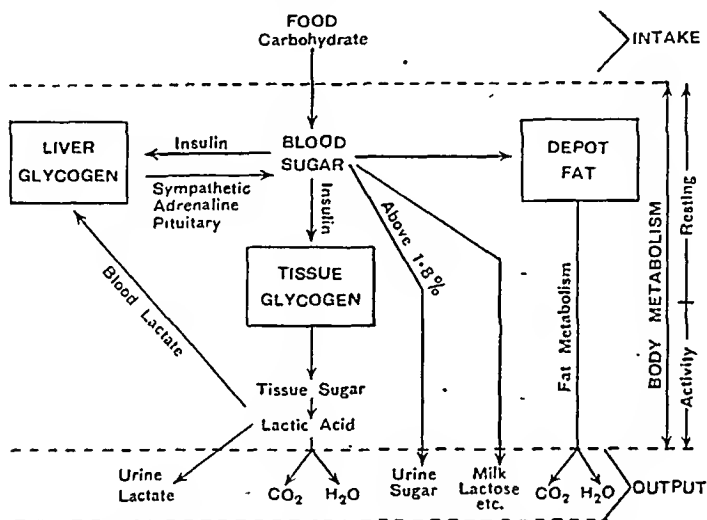 FOOD
Carbohydrate
INTAKE
LIVER
GLYCOGEN
Insulin
BLOOD
SUGAR
DEPOT
FAT
Sympathetic
Adrenaline
Pituitary
Insulin
Above 1·8%
Resting
BODY METABOLISM
TISSUE
GLYCOGEN
Blood Lactate
Fat Metabolism
Activity
Tissue Sugar
Lactic Acid
Urine
Lactate
CO₂
H₂O
Urine
Sugar
Milk
Lactose
etc.
CO₂
H₂O
OUTPUT